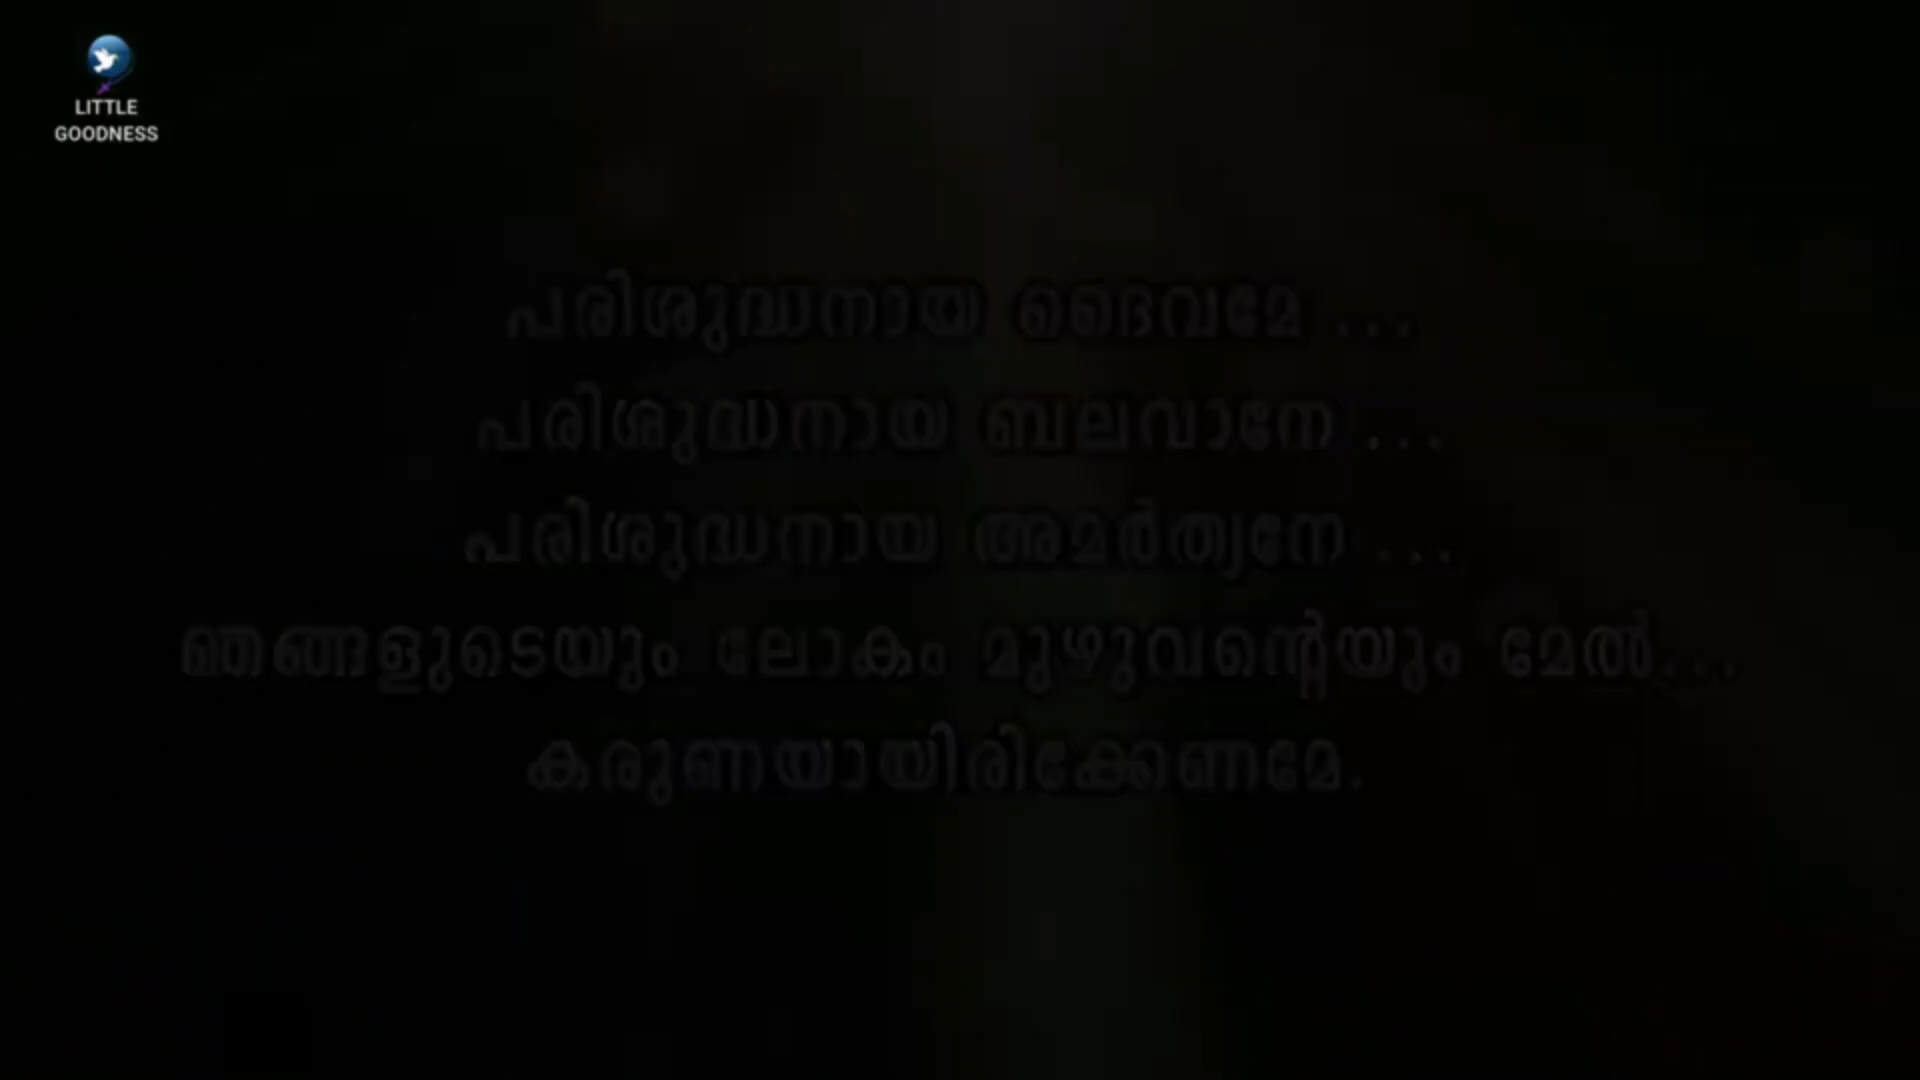 LITTLE
GOODNESS
പരിശുദ്ധനായ ദൈവമേ ...
പരിശുദ്ധനായ ബലവാനേ ...
പരിശുദ്ധനായ അമർത്യനേ ...
ഞങ്ങളുടെയും ലോകം മുഴുവന്റെയും മേൽ...
കരുണയായിരിക്കേണമേ.